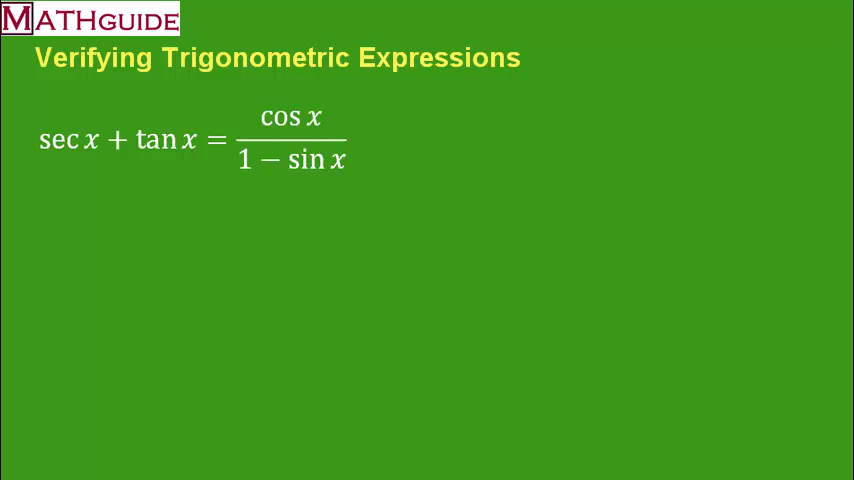 MATHGUIDE
Verifying Trigonometric Expressions
sec x + tan x = cos x / (1 − sin x)